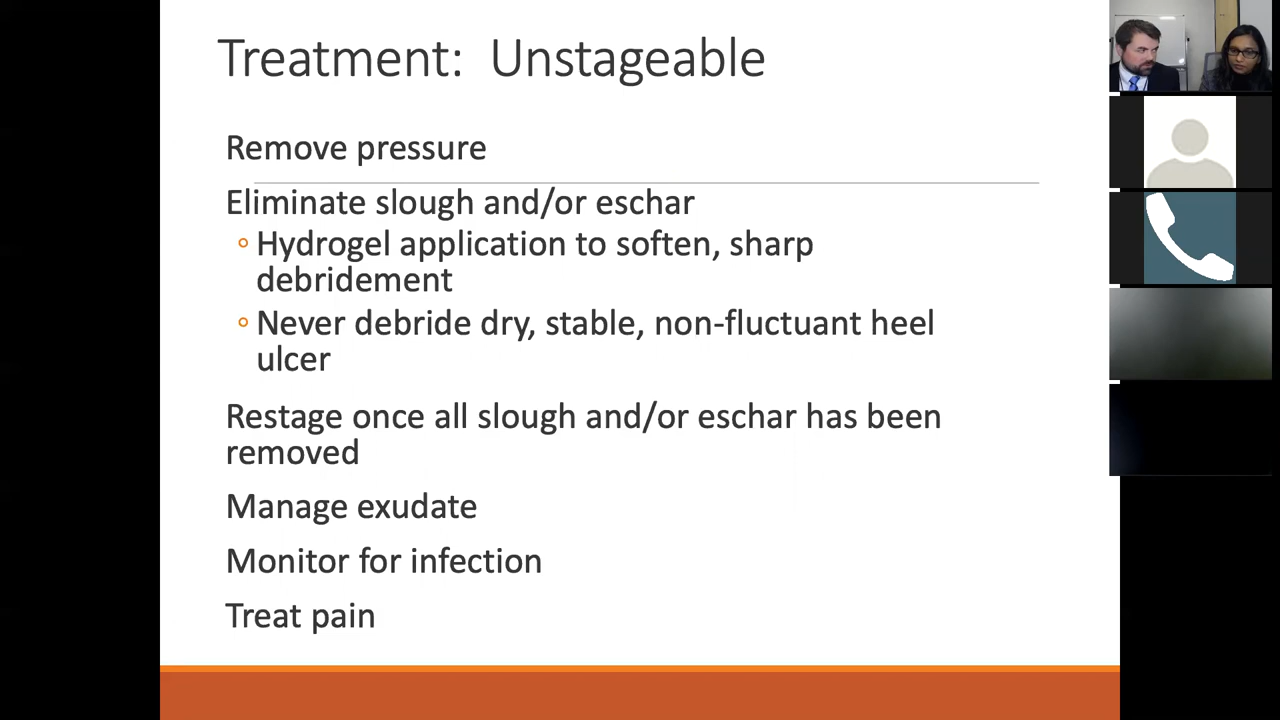 Treatment:  Unstageable
Remove pressure
Eliminate slough and/or eschar
Hydrogel application to soften, sharp
debridement
Never debride dry, stable, non-fluctuant heel
ulcer
Restage once all slough and/or eschar has been
removed
Manage exudate
Monitor for infection
Treat pain